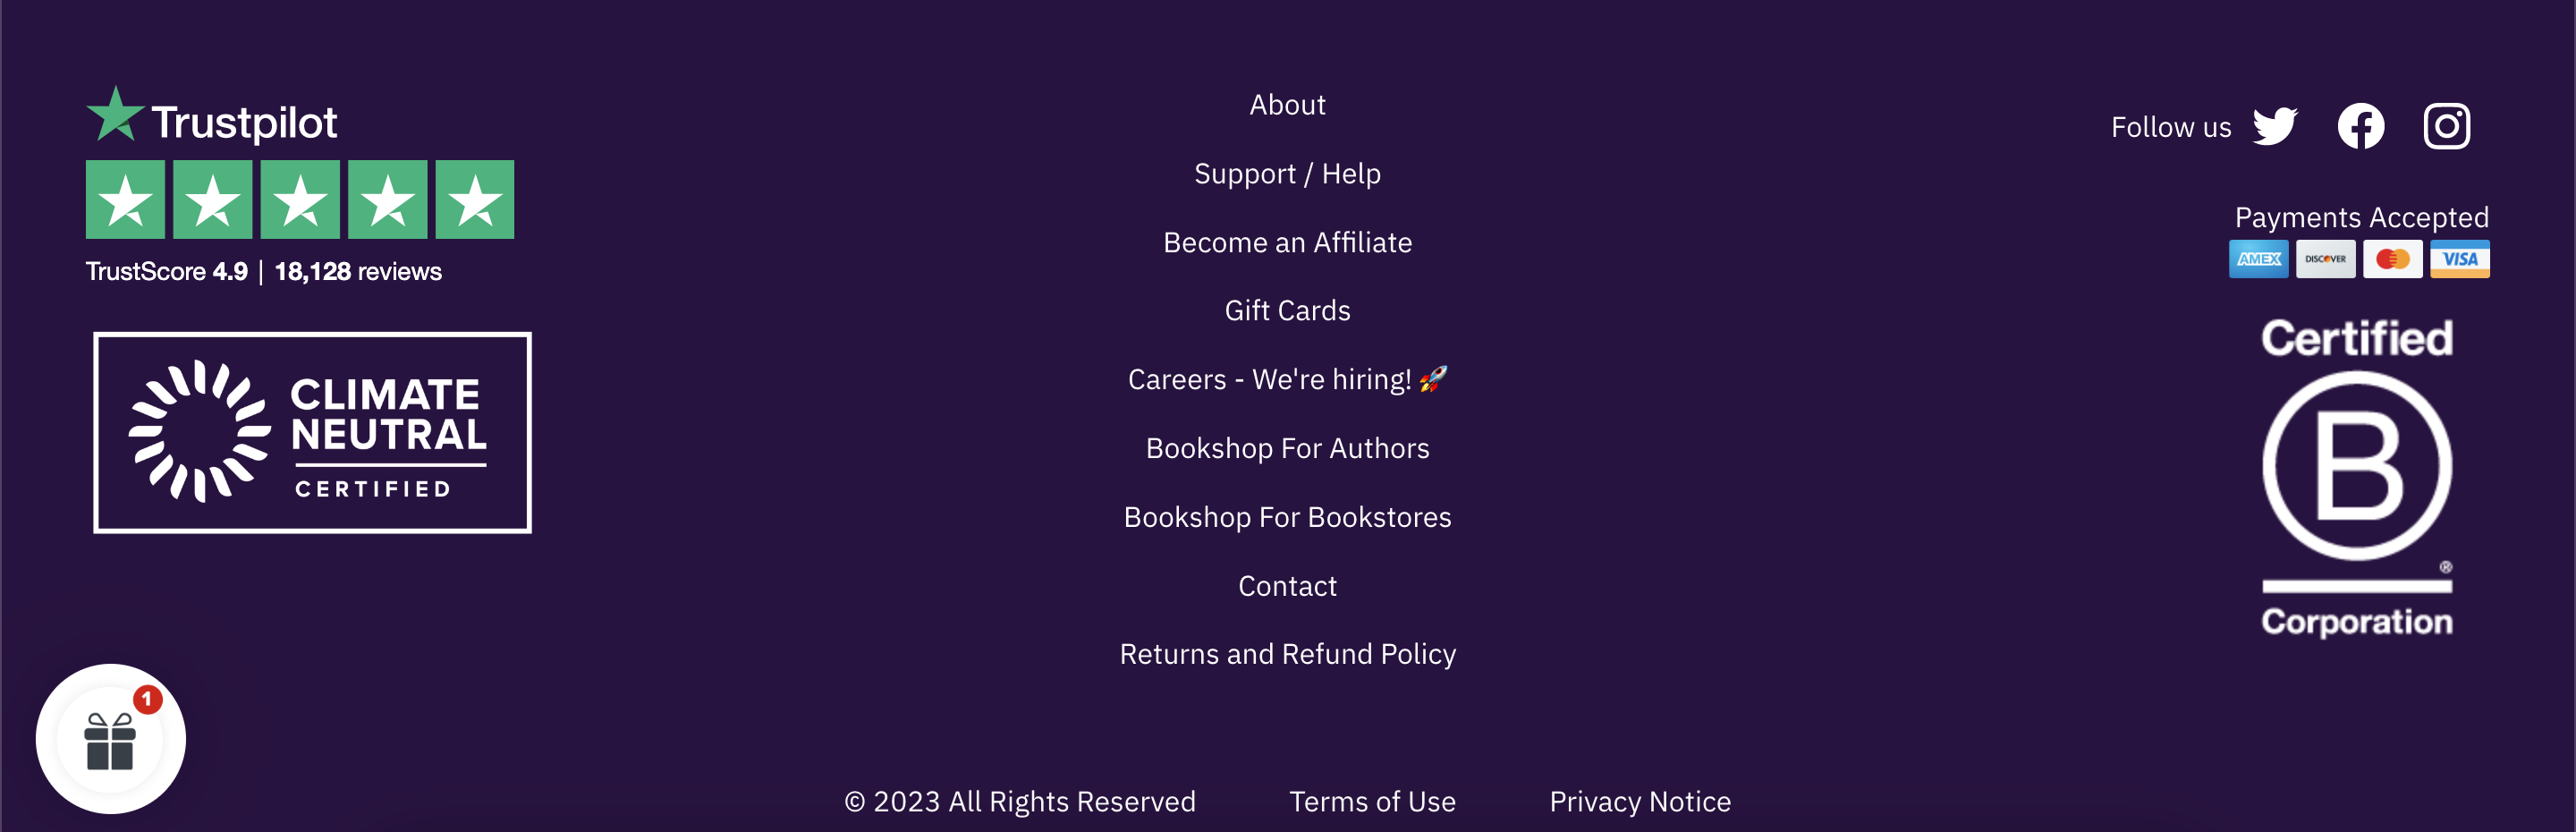 Trustpilot
TrustScore 4.9 | 18,128 reviews
CLIMATE
NEUTRAL
CERTIFIED
1
About
Support / Help
Become an Affiliate
Gift Cards
Careers - We're hiring! 🚀
Bookshop For Authors
Bookshop For Bookstores
Contact
Returns and Refund Policy
Follow us
Payments Accepted
AMEX DISCOVER VISA
Certified
B
®
Corporation
© 2023 All Rights Reserved Terms of Use Privacy Notice